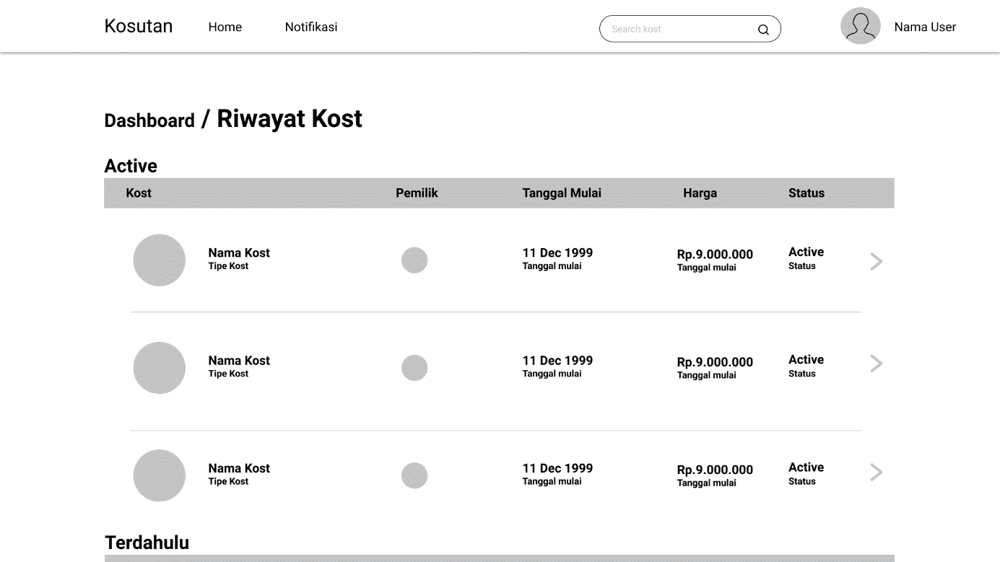 Kosutan Home Notifikasi Search kost Nama User
Dashboard / Riwayat Kost
Active
Kost Pemilik Tanggal Mulai Harga Status
Nama Kost 11 Dec 1999 Rp.9.000.000 Active
Tipe Kost Tanggal mulai Tanggal mulai Status
Nama Kost 11 Dec 1999 Rp.9.000.000 Active
Tipe Kost Tanggal mulai Tanggal mulai Status
Nama Kost 11 Dec 1999 Rp.9.000.000 Active
Tipe Kost Tanggal mulai Tanggal mulai Status
Terdahulu